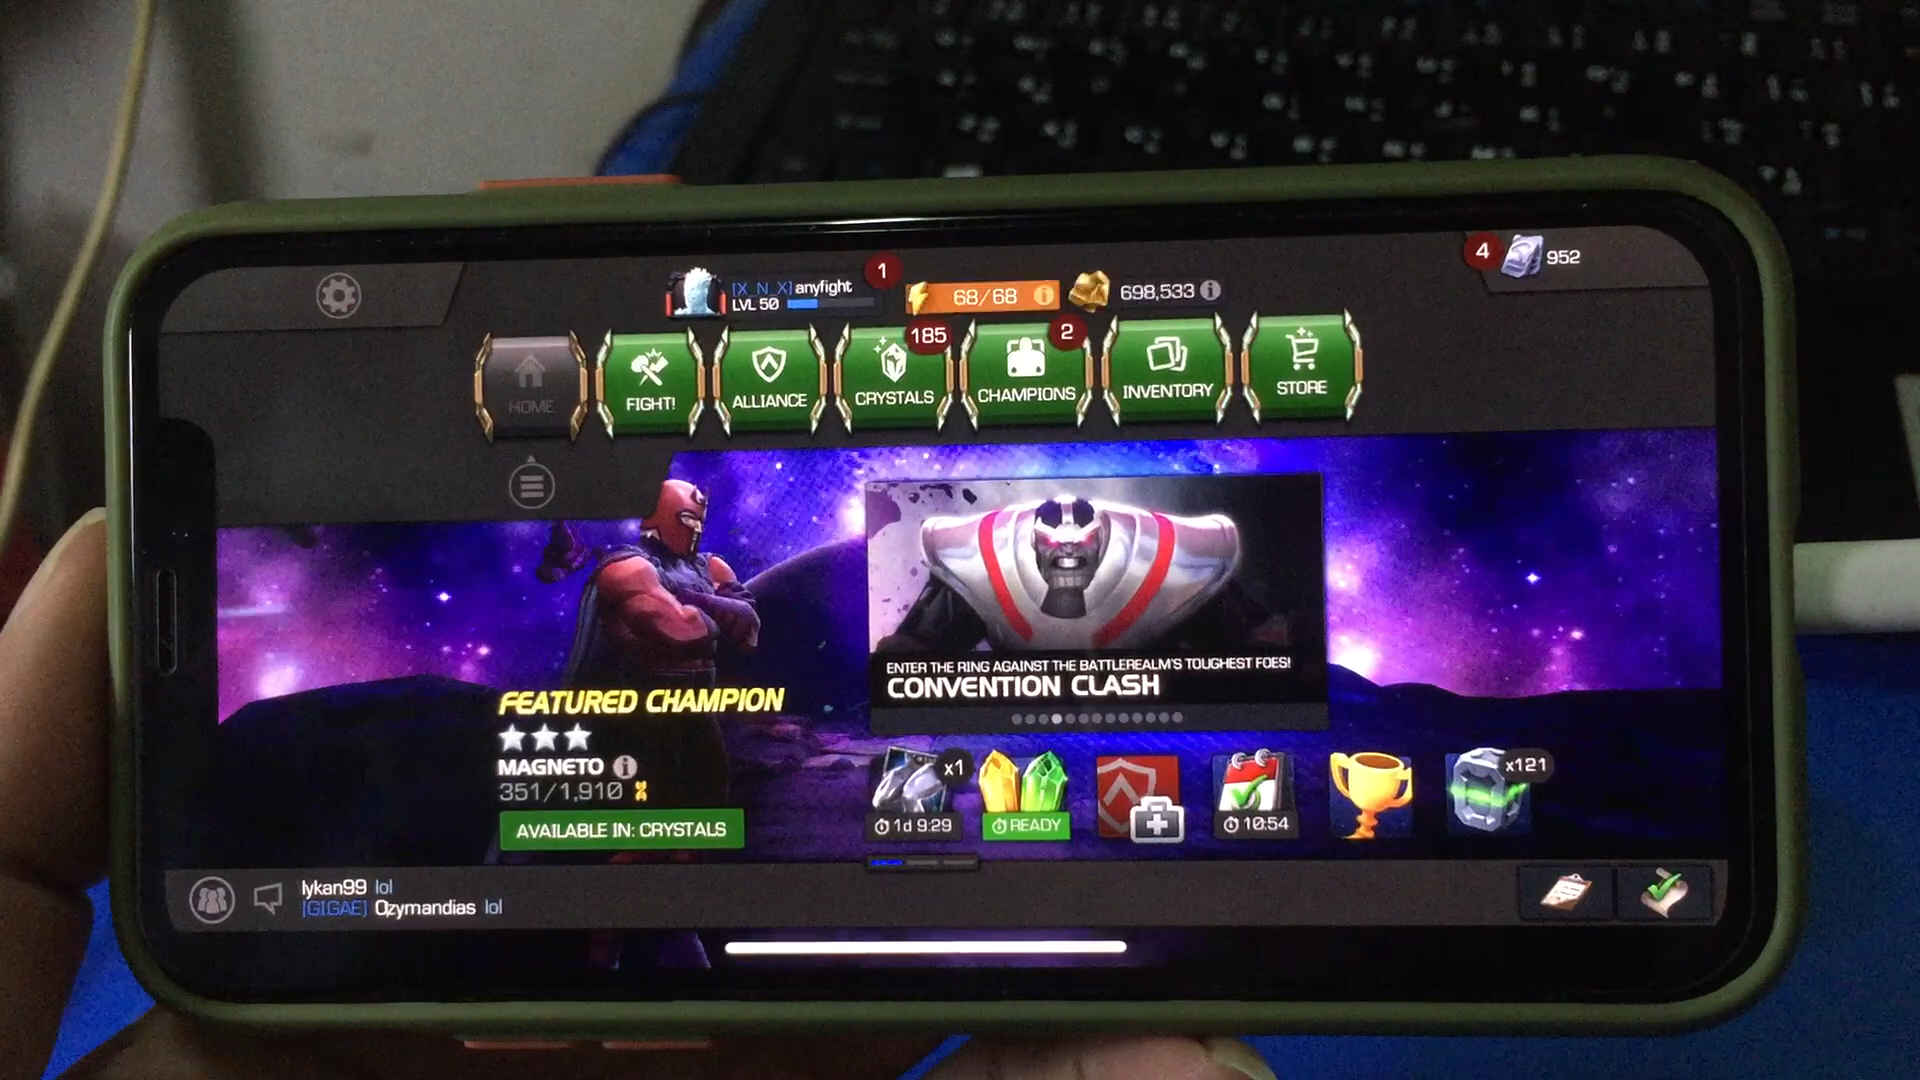 4 952
[X_N_X] anyfight 1
LVL 50
68/68
698,533
HOME
FIGHT!
ALLIANCE
CRYSTALS 185
CHAMPIONS 2
INVENTORY
STORE
ENTER THE RING AGAINST THE BATTLEREALM'S TOUGHEST FOES!
CONVENTION CLASH
FEATURED CHAMPION
MAGNETO
351/1,910
AVAILABLE IN: CRYSTALS
x1
1d 9:29
READY
10:54
x121
lykan99 lol
[GIGAE] Ozymandias lol